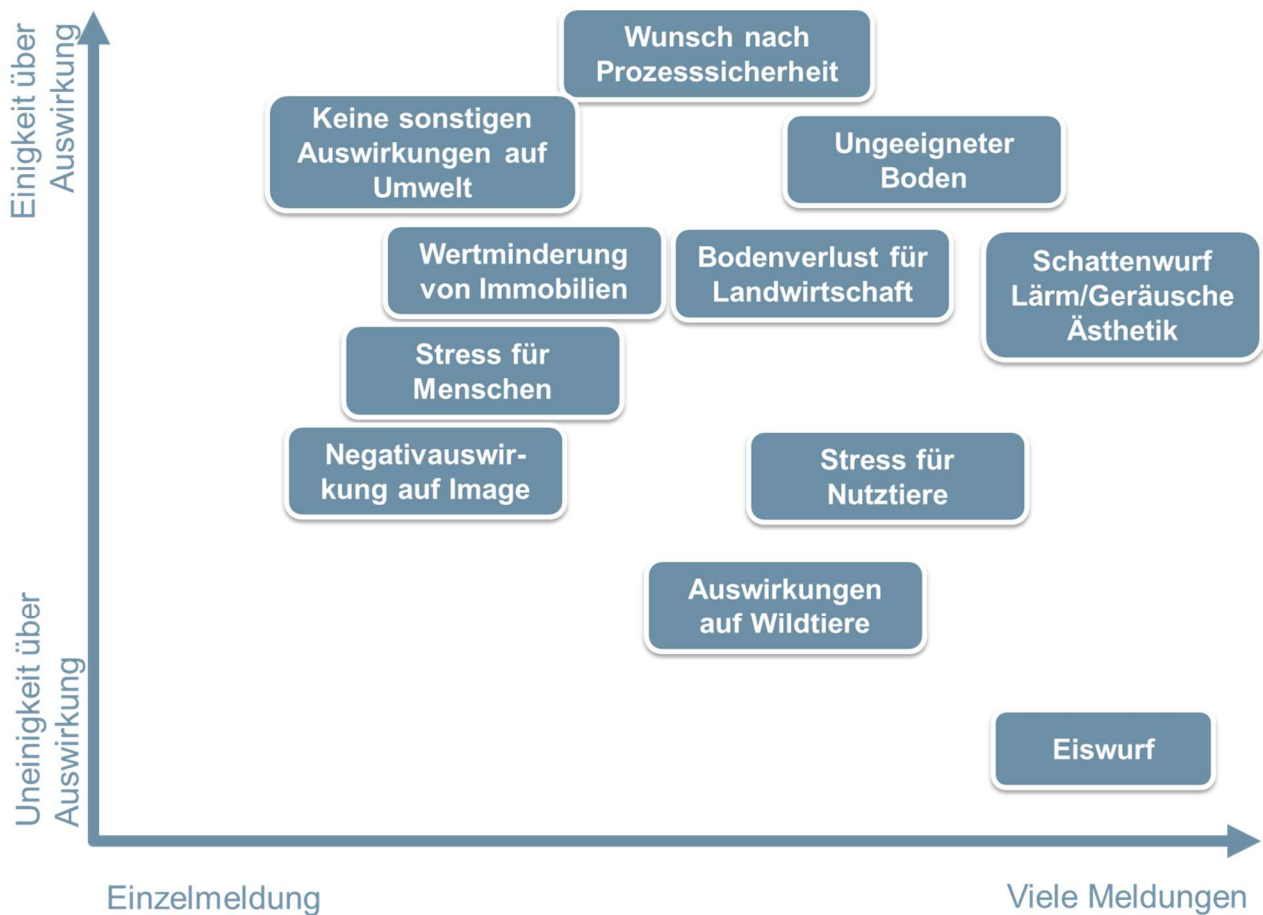 Einigkeit über
Auswirkung
Wunsch nach
Prozesssicherheit
Keine sonstigen
Auswirkungen auf
Umwelt
Ungeeigneter
Boden
Wertminderung
von Immobilien
Bodenverlust für
Landwirtschaft
Schattenwurf
Lärm/Geräusche
Ästhetik
Stress für
Menschen
Negativauswir-
kung auf Image
Stress für
Nutztiere
Auswirkungen
auf Wildtiere
Uneinigkeit über
Auswirkung
Eiswurf
Einzelmeldung
Viele Meldungen